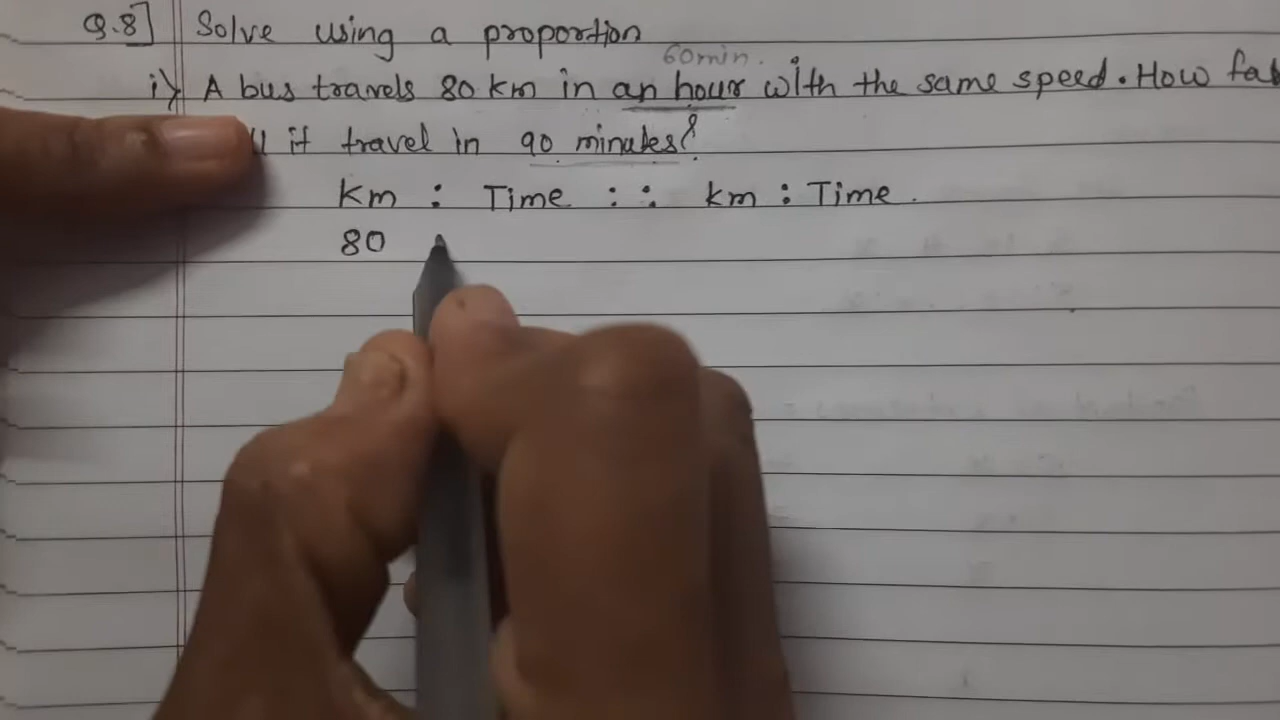 Q.8] Solve using a proportion
60min.
i) A bus travels 80 km in an hour with the same speed. How far
it travel in 90 minutes?
Km : Time : : km : Time.
80